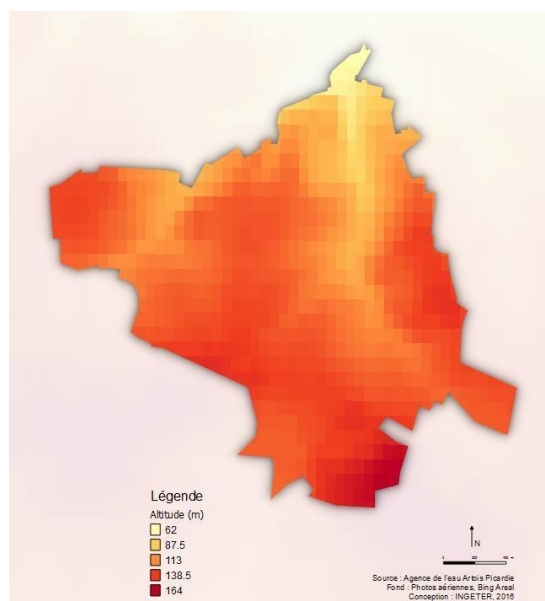 Légende
Altitude (m)
62
87.5
113
138.5
164
N
Source : Agence de l'eau Artois Picardie
Fond : Photos aériennes, Bing Areal
Conception : INGETER, 2016